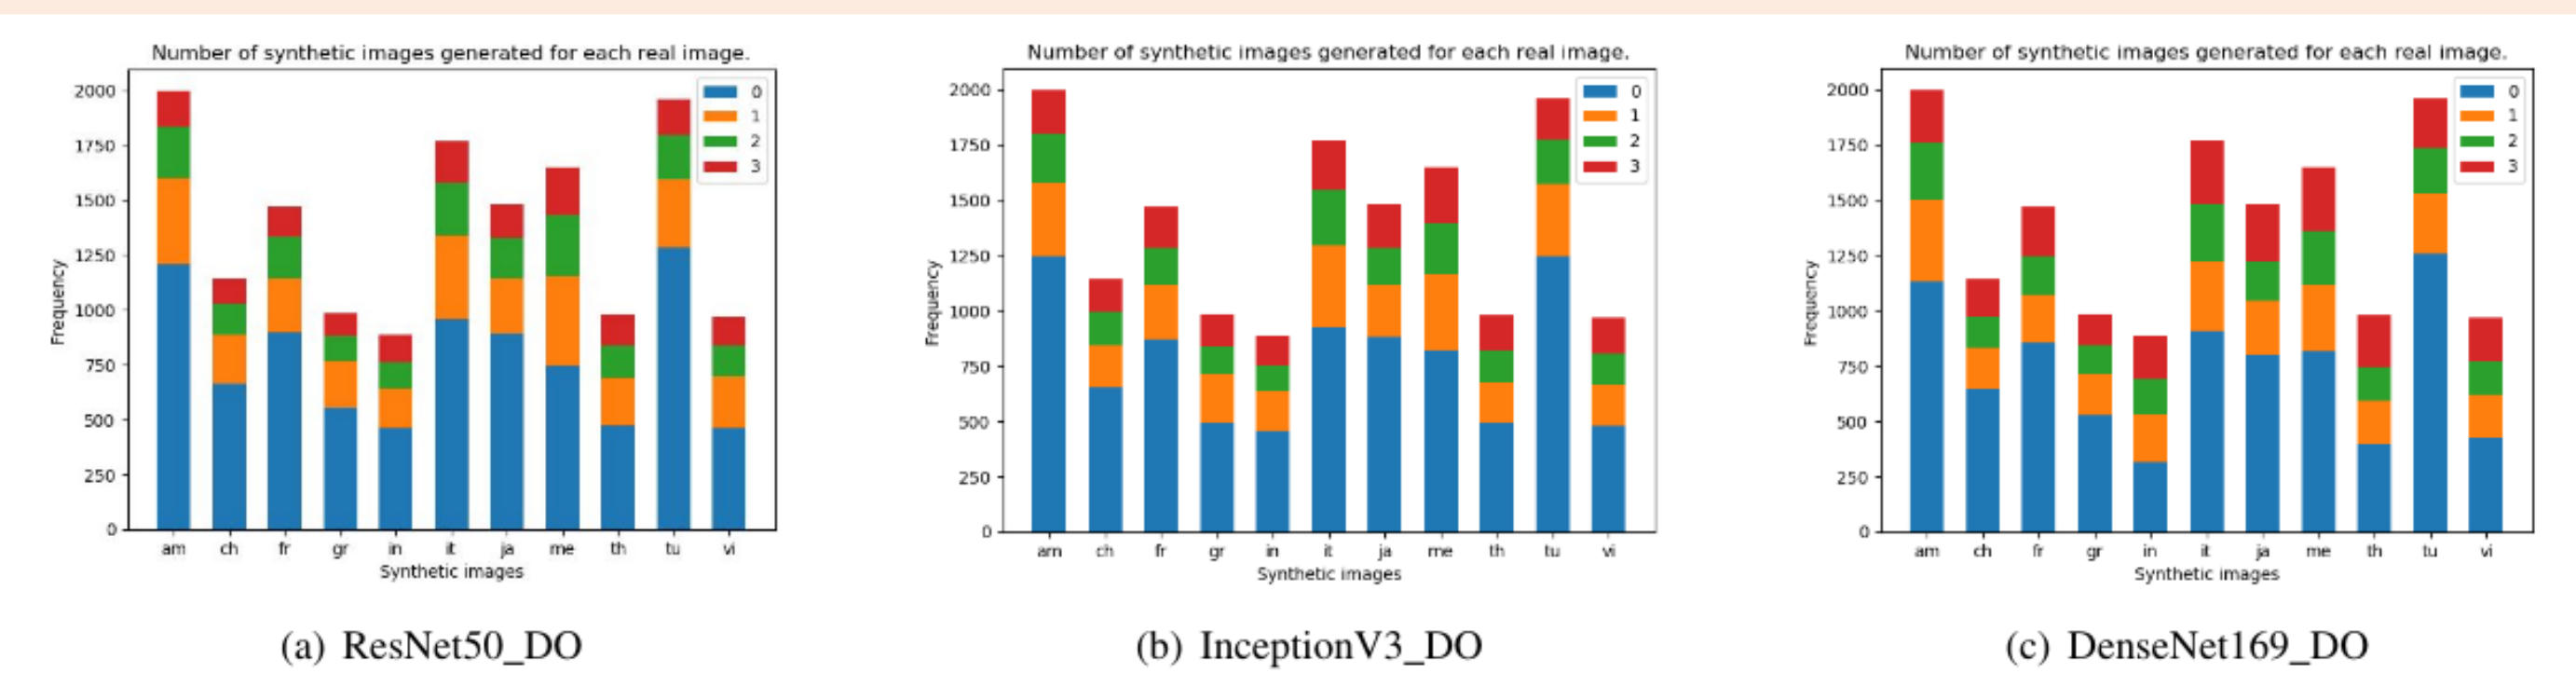 Number of synthetic images generated for each real image.
2000
1750
1500
1250
1000
750
500
250
0
Frequency
0
1
2
3
am ch fr gr in it ja me th tu vi
Synthetic images
(a) ResNet50_DO
Number of synthetic images generated for each real image.
2000
1750
1500
1250
1000
750
500
250
0
Frequency
0
1
2
3
am ch fr gr in it ja me th tu vi
Synthetic images
(b) InceptionV3_DO
Number of synthetic images generated for each real image.
2000
1750
1500
1250
1000
750
500
250
0
Frequency
0
1
2
3
am ch fr gr in it ja me th tu vi
Synthetic images
(c) DenseNet169_DO